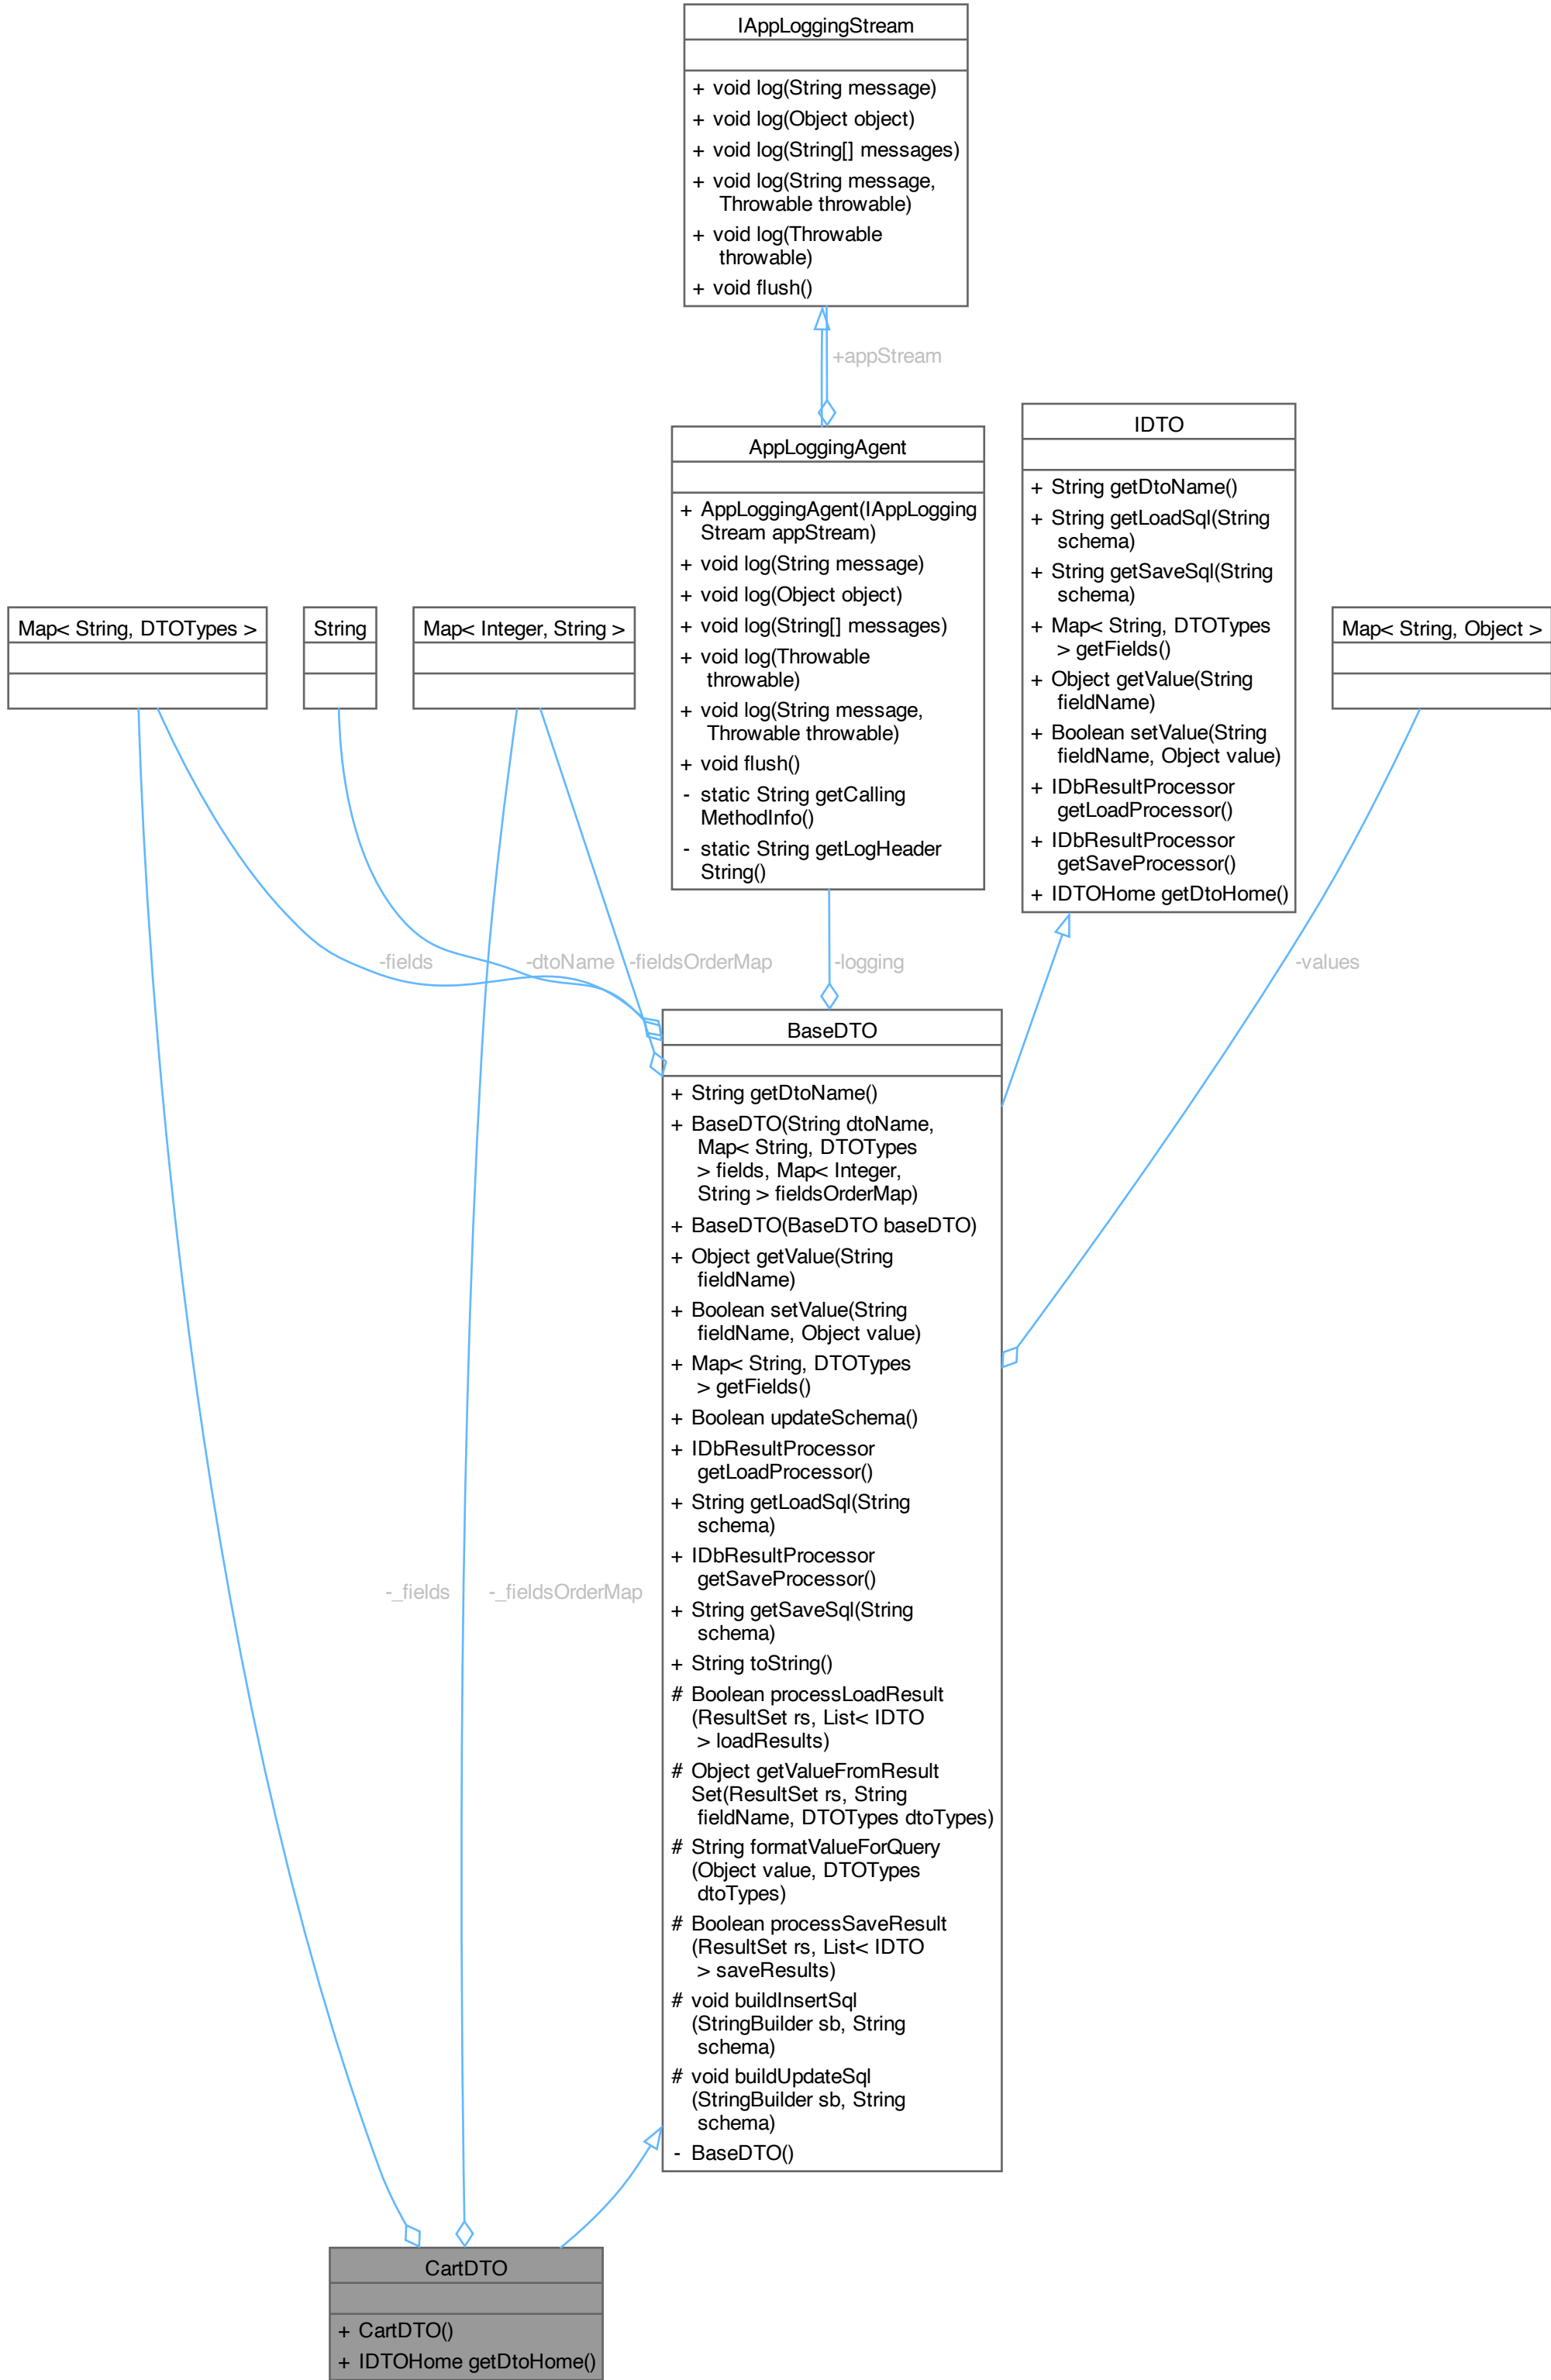 IAppLoggingStream
+ void log(String message)
+ void log(Object object)
+ void log(String[] messages)
+ void log(String message,
Throwable throwable)
+ void log(Throwable
throwable)
+ void flush()
+appStream
AppLoggingAgent
+ AppLoggingAgent(IAppLogging
Stream appStream)
+ void log(String message)
+ void log(Object object)
+ void log(String[] messages)
+ void log(Throwable
throwable)
+ void log(String message,
Throwable throwable)
+ void flush()
- static String getCalling
MethodInfo()
- static String getLogHeader
String()
IDTO
+ String getDtoName()
+ String getLoadSql(String
schema)
+ String getSaveSql(String
schema)
+ Map< String, DTOTypes
> getFields()
+ Object getValue(String
fieldName)
+ Boolean setValue(String
fieldName, Object value)
+ IDbResultProcessor
getLoadProcessor()
+ IDbResultProcessor
getSaveProcessor()
+ IDTOHome getDtoHome()
Map< String, DTOTypes >
String
Map< Integer, String >
Map< String, Object >
-fields
-dtoName
-fieldsOrderMap
-logging
-values
BaseDTO
+ String getDtoName()
+ BaseDTO(String dtoName,
Map< String, DTOTypes
> fields, Map< Integer,
String > fieldsOrderMap)
+ BaseDTO(BaseDTO baseDTO)
+ Object getValue(String
fieldName)
+ Boolean setValue(String
fieldName, Object value)
+ Map< String, DTOTypes
> getFields()
+ Boolean updateSchema()
+ IDbResultProcessor
getLoadProcessor()
+ String getLoadSql(String
schema)
+ IDbResultProcessor
getSaveProcessor()
+ String getSaveSql(String
schema)
+ String toString()
# Boolean processLoadResult
(ResultSet rs, List< IDTO
> loadResults)
# Object getValueFromResult
Set(ResultSet rs, String
fieldName, DTOTypes dtoTypes)
# String formatValueForQuery
(Object value, DTOTypes
dtoTypes)
# Boolean processSaveResult
(ResultSet rs, List< IDTO
> saveResults)
# void buildInsertSql
(StringBuilder sb, String
schema)
# void buildUpdateSql
(StringBuilder sb, String
schema)
- BaseDTO()
-_fields
-_fieldsOrderMap
CartDTO
+ CartDTO()
+ IDTOHome getDtoHome()